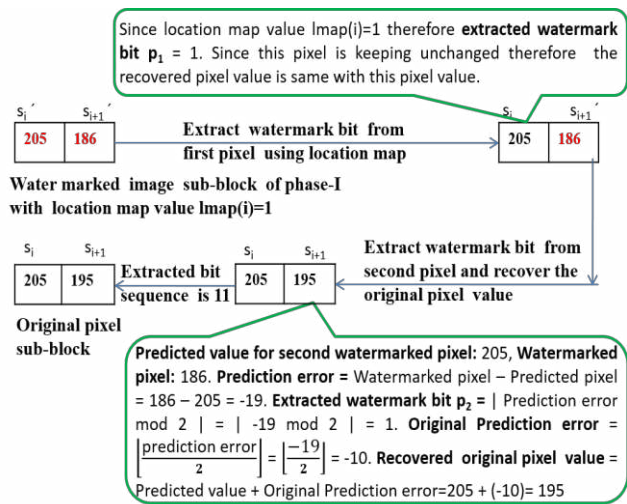 Since location map value lmap(i)=1 therefore extracted watermark
bit p₁ = 1. Since this pixel is keeping unchanged therefore the
recovered pixel value is same with this pixel value.
sᵢ′ sᵢ₊₁′
205 186
Extract watermark bit from
first pixel using location map
sᵢ sᵢ₊₁′
205 186
Water marked image sub-block of phase-I
with location map value lmap(i)=1
sᵢ sᵢ₊₁
205 195
Extracted bit
sequence is 11
sᵢ sᵢ₊₁
205 195
Extract watermark bit from
second pixel and recover the
original pixel value
Original pixel
sub-block
Predicted value for second watermarked pixel: 205, Watermarked
pixel: 186. Prediction error = Watermarked pixel – Predicted pixel
= 186 – 205 = -19. Extracted watermark bit p₂ = | Prediction error
mod 2 | = | -19 mod 2 | = 1. Original Prediction error =
⌊prediction error/2⌋ = ⌊−19/2⌋ = -10. Recovered original pixel value =
Predicted value + Original Prediction error=205 + (-10)= 195